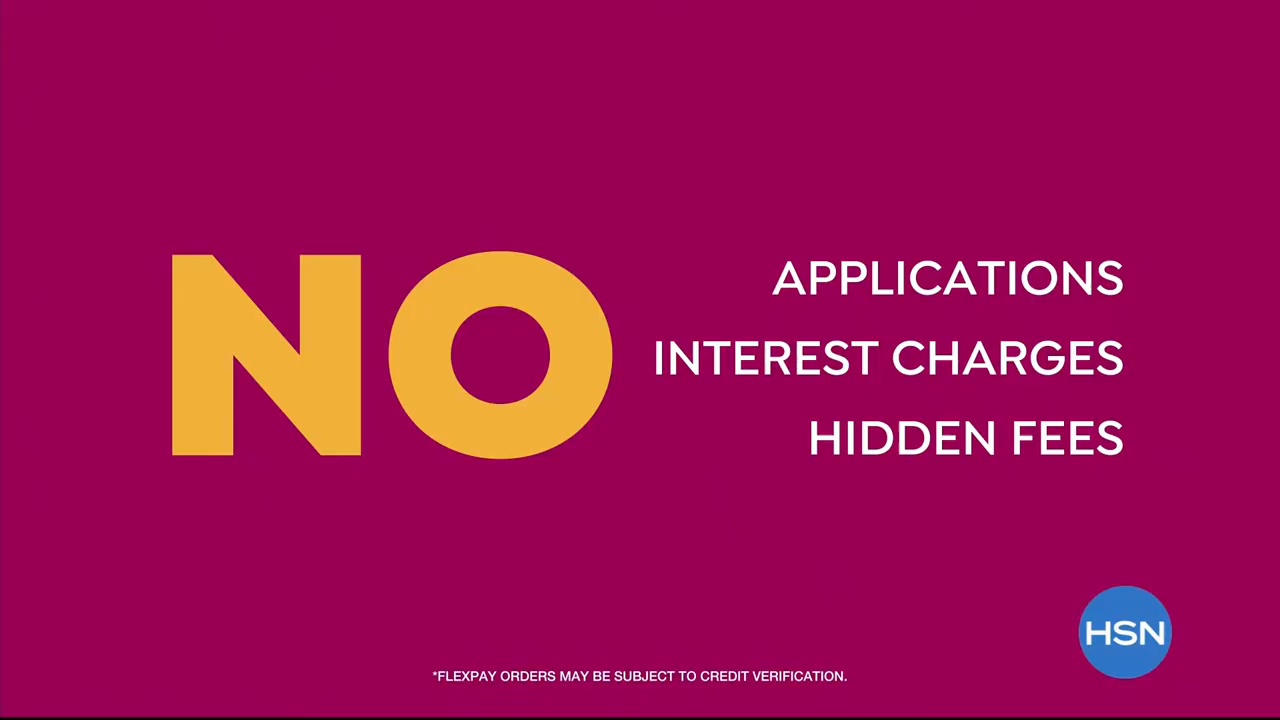 NO
APPLICATIONS
INTEREST CHARGES
HIDDEN FEES
HSN
*FLEXPAY ORDERS MAY BE SUBJECT TO CREDIT VERIFICATION.